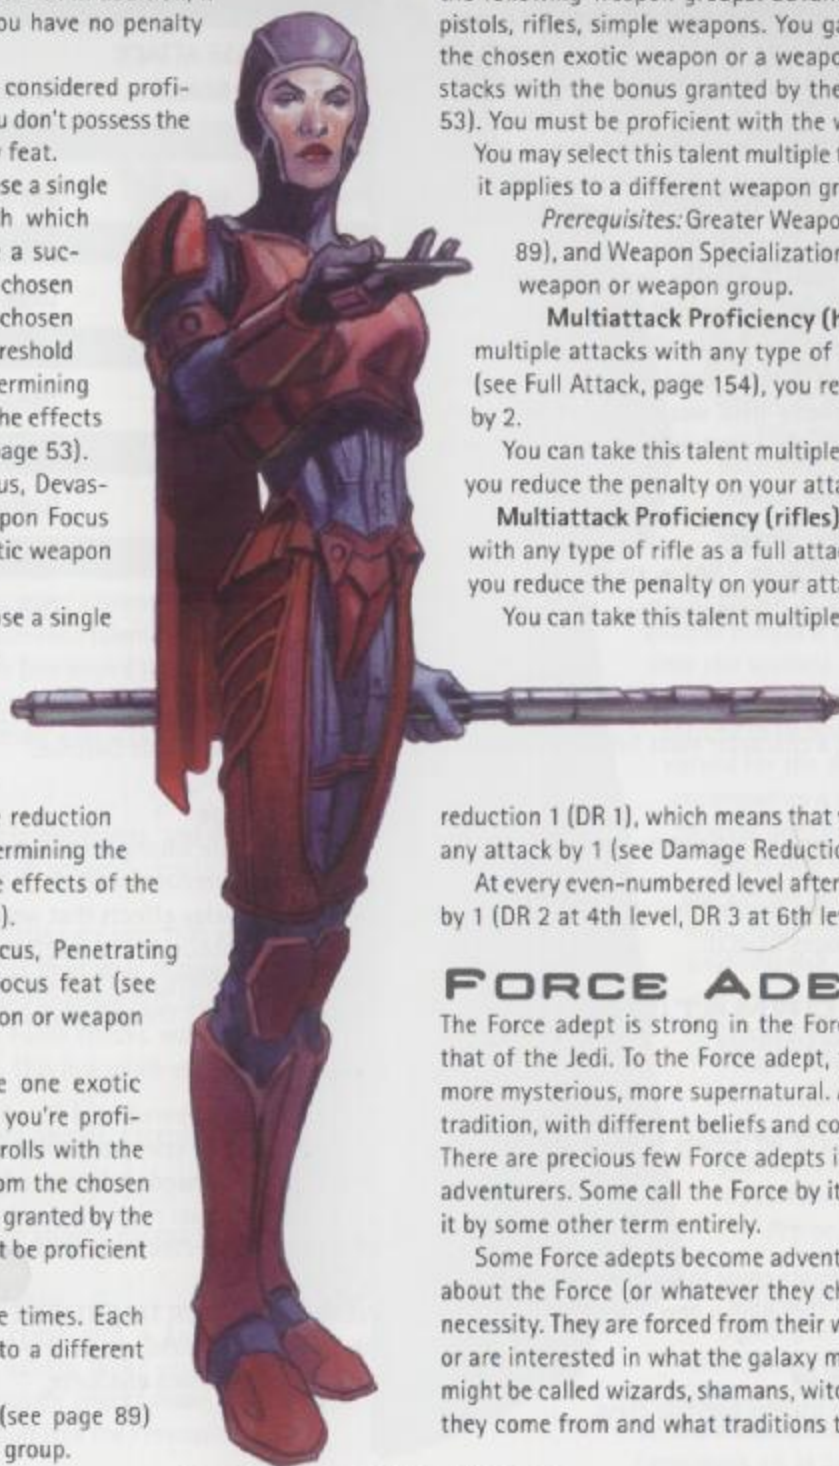 ou have no penalty
considered profi-
u don't possess the
feat.
se a single
h which
a suc-
chosen
chosen
reshold
ermining
he effects
age 53).
us, Devas-
pon Focus
tic weapon
ose a single
reduction
ermining the
e effects of the
).
cus, Penetrating
ocus feat (see
on or weapon
e one exotic
you're profi-
rolls with the
om the chosen
granted by the
t be proficient
e times. Each
to a different
(see page 89)
group.
pistols, rifles, simple weapons. You ga
the chosen exotic weapon or a weapo
stacks with the bonus granted by the
53). You must be proficient with the w
You may select this talent multiple t
it applies to a different weapon gr
Prerequisites: Greater Weapo
89), and Weapon Specialization
weapon or weapon group.
Multiattack Proficiency (h
multiple attacks with any type of
(see Full Attack, page 154), you re
by 2.
You can take this talent multiple
you reduce the penalty on your atta
Multiattack Proficiency (rifles)
with any type of rifle as a full attac
you reduce the penalty on your att
You can take this talent multiple
reduction 1 (DR 1), which means that
any attack by 1 (see Damage Reductio
At every even-numbered level after
by 1 (DR 2 at 4th level, DR 3 at 6th le
FORCE ADE
The Force adept is strong in the For
that of the Jedi. To the Force adept,
more mysterious, more supernatural.
tradition, with different beliefs and co
There are precious few Force adepts i
adventurers. Some call the Force by it
it by some other term entirely.
Some Force adepts become advent
about the Force (or whatever they ch
necessity. They are forced from their w
or are interested in what the galaxy m
might be called wizards, shamans, witc
they come from and what traditions t